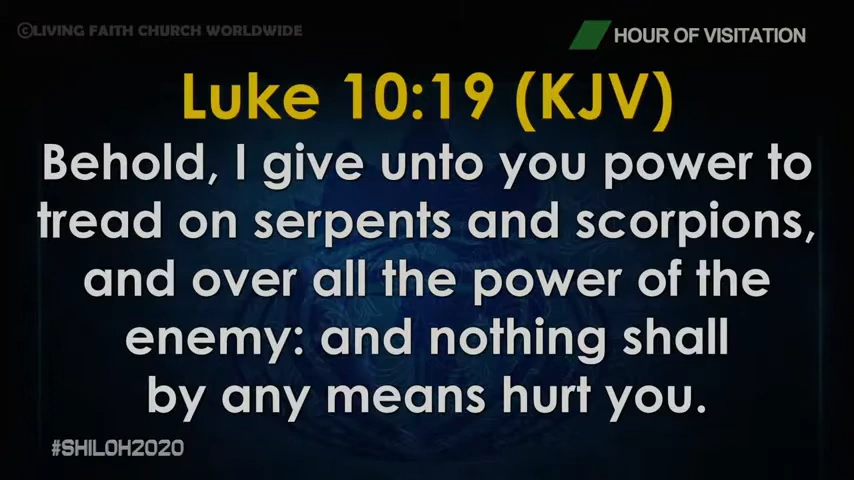 ©LIVING FAITH CHURCH WORLDWIDE
HOUR OF VISITATION
Luke 10:19 (KJV)
Behold, I give unto you power to
tread on serpents and scorpions,
and over all the power of the
enemy: and nothing shall
by any means hurt you.
#SHILOH2020